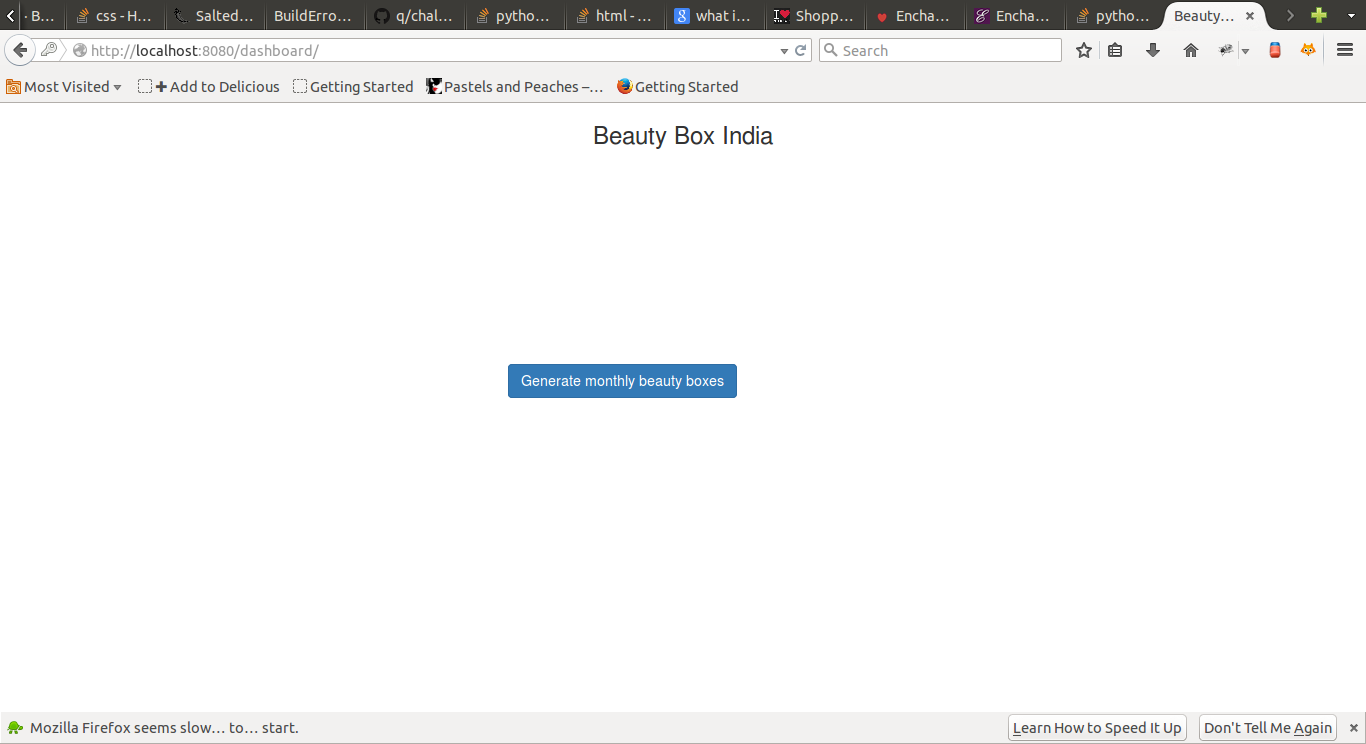 · B… css - H… Salted… BuildErro… q/chal… pytho… html - … what i… Shopp… Encha… Encha… pytho… Beauty…
http://localhost:8080/dashboard/ Search
Most Visited Add to Delicious Getting Started Pastels and Peaches –… Getting Started
Beauty Box India
Generate monthly beauty boxes
Mozilla Firefox seems slow… to… start. Learn How to Speed It Up Don't Tell Me Again